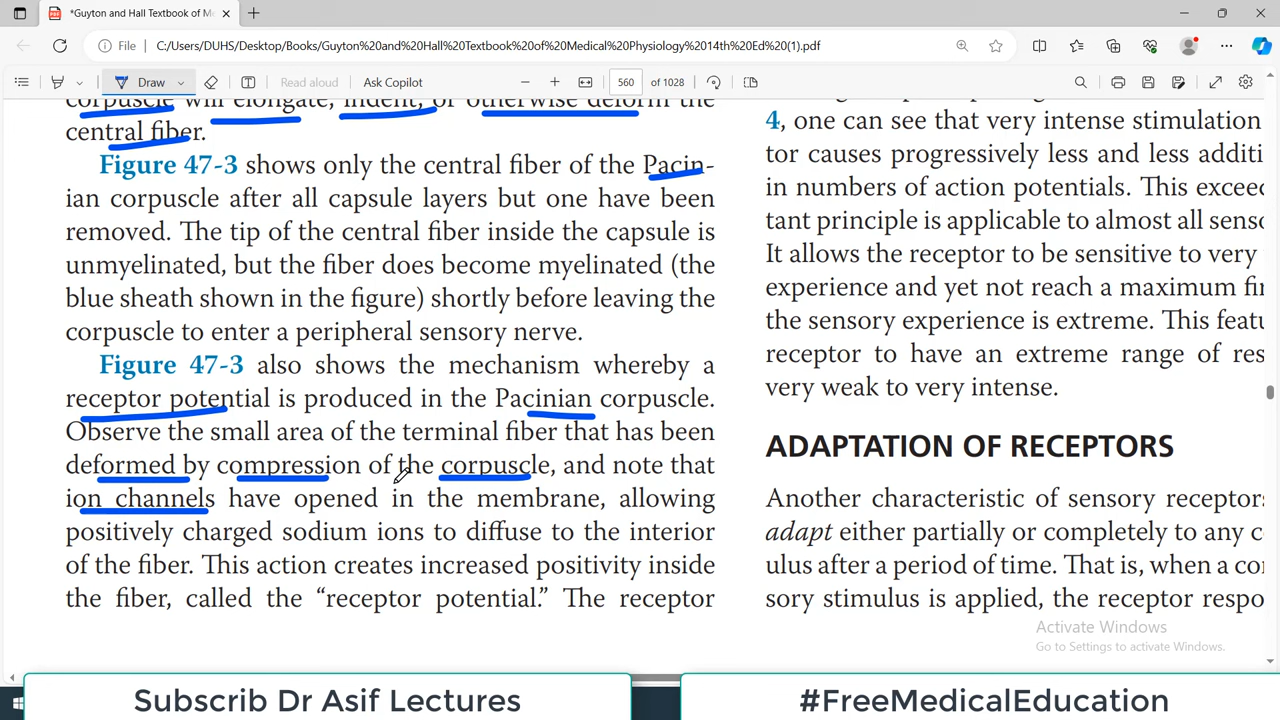 *Guyton and Hall Textbook of Me
File
C:/Users/DUHS/Desktop/Books/Guyton%20and%20Hall%20Textbook%20of%20Medical%20Physiology%2014th%20Ed%20(1).pdf
Draw
Read aloud
Ask Copilot
560 of 1028
corpuscle will elongate, indent, or otherwise deform the
central fiber.
Figure 47-3 shows only the central fiber of the Pacin-
ian corpuscle after all capsule layers but one have been
removed. The tip of the central fiber inside the capsule is
unmyelinated, but the fiber does become myelinated (the
blue sheath shown in the figure) shortly before leaving the
corpuscle to enter a peripheral sensory nerve.
Figure 47-3 also shows the mechanism whereby a
receptor potential is produced in the Pacinian corpuscle.
Observe the small area of the terminal fiber that has been
deformed by compression of the corpuscle, and note that
ion channels have opened in the membrane, allowing
positively charged sodium ions to diffuse to the interior
of the fiber. This action creates increased positivity inside
the fiber, called the “receptor potential.” The receptor
4, one can see that very intense stimulation
tor causes progressively less and less additi
in numbers of action potentials. This exceed
tant principle is applicable to almost all senso
It allows the receptor to be sensitive to very
experience and yet not reach a maximum fir
the sensory experience is extreme. This featu
receptor to have an extreme range of res
very weak to very intense.
ADAPTATION OF RECEPTORS
Another characteristic of sensory receptors
adapt either partially or completely to any c
ulus after a period of time. That is, when a con
sory stimulus is applied, the receptor respo
Activate Windows
Go to Settings to activate Windows.
Subscrib Dr Asif Lectures
#FreeMedicalEducation